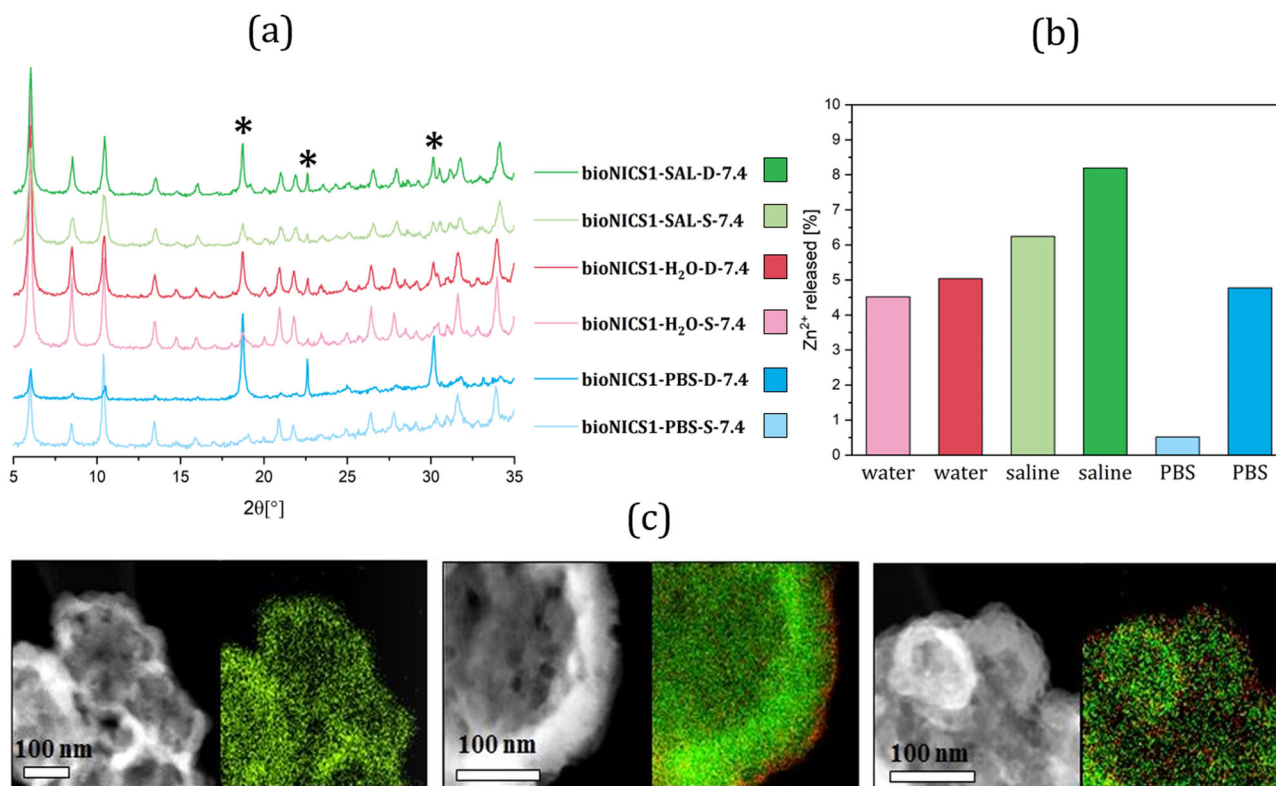 (a)
* * *
bioNICS1-SAL-D-7.4
bioNICS1-SAL-S-7.4
bioNICS1-H₂O-D-7.4
bioNICS1-H₂O-S-7.4
bioNICS1-PBS-D-7.4
bioNICS1-PBS-S-7.4
5 10 15 20 25 30 35
2θ[°]
(b)
Zn²⁺ released [%]
10
9
8
7
6
5
4
3
2
1
0
water water saline saline PBS PBS
(c)
100 nm
100 nm
100 nm